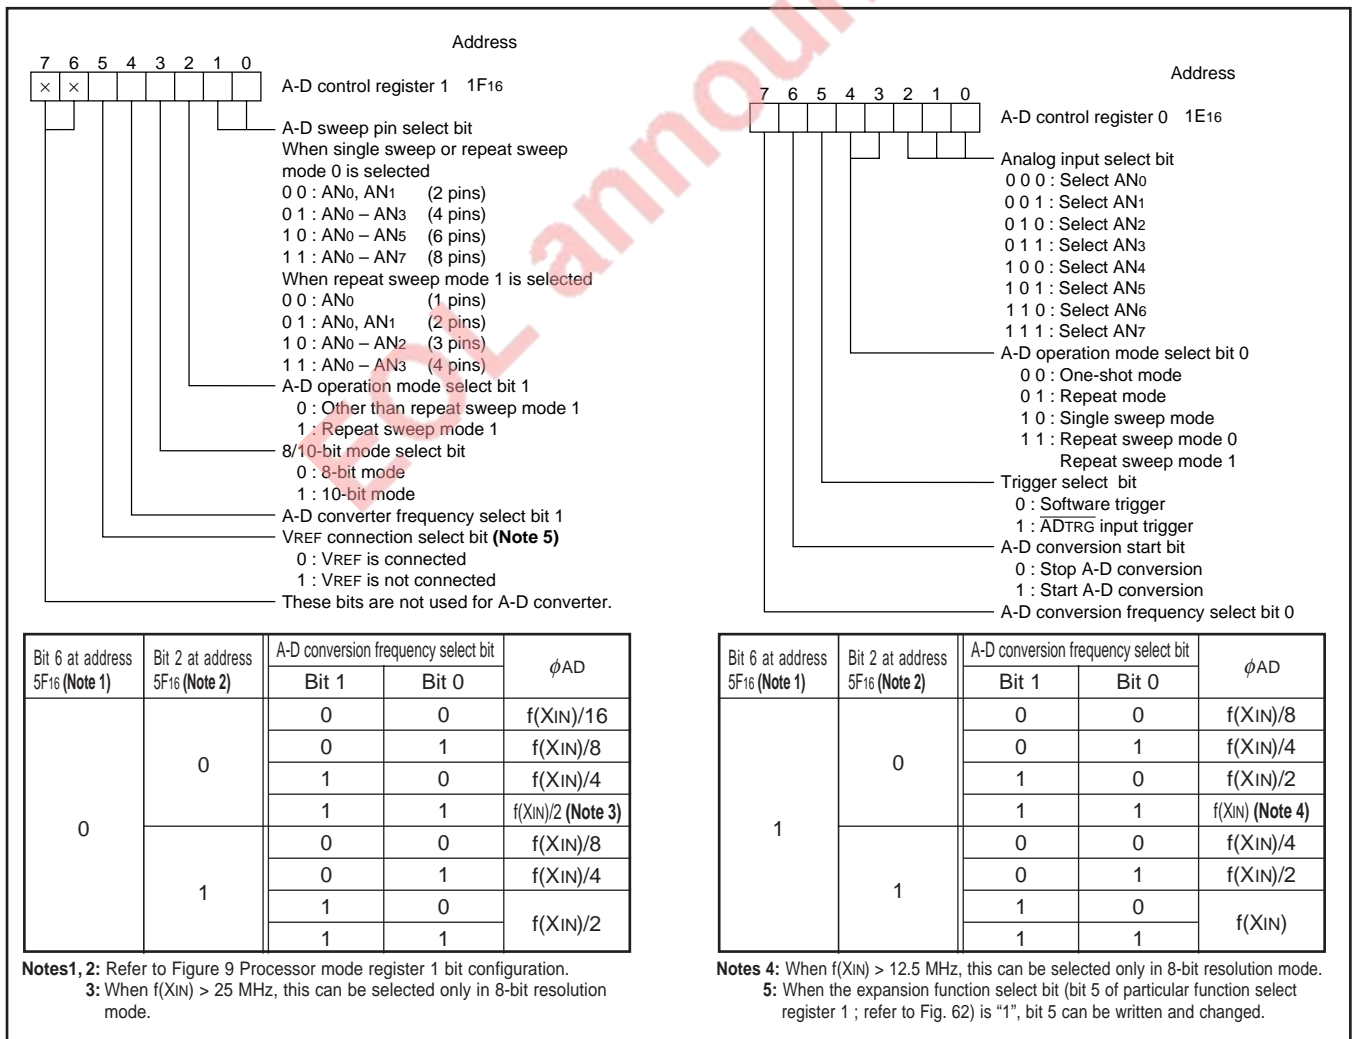 Address
7 6 5 4 3 2 1 0
× × A-D control register 1 1F16
A-D sweep pin select bit
When single sweep or repeat sweep
mode 0 is selected
0 0 : AN0, AN1 (2 pins)
0 1 : AN0 – AN3 (4 pins)
1 0 : AN0 – AN5 (6 pins)
1 1 : AN0 – AN7 (8 pins)
When repeat sweep mode 1 is selected
0 0 : AN0 (1 pins)
0 1 : AN0, AN1 (2 pins)
1 0 : AN0 – AN2 (3 pins)
1 1 : AN0 – AN3 (4 pins)
A-D operation mode select bit 1
0 : Other than repeat sweep mode 1
1 : Repeat sweep mode 1
8/10-bit mode select bit
0 : 8-bit mode
1 : 10-bit mode
A-D converter frequency select bit 1
VREF connection select bit (Note 5)
0 : VREF is connected
1 : VREF is not connected
These bits are not used for A-D converter.
Address
7 6 5 4 3 2 1 0
A-D control register 0 1E16
Analog input select bit
0 0 0 : Select AN0
0 0 1 : Select AN1
0 1 0 : Select AN2
0 1 1 : Select AN3
1 0 0 : Select AN4
1 0 1 : Select AN5
1 1 0 : Select AN6
1 1 1 : Select AN7
A-D operation mode select bit 0
0 0 : One-shot mode
0 1 : Repeat mode
1 0 : Single sweep mode
1 1 : Repeat sweep mode 0
Repeat sweep mode 1
Trigger select bit
0 : Software trigger
1 : ADTRG input trigger
A-D conversion start bit
0 : Stop A-D conversion
1 : Start A-D conversion
A-D conversion frequency select bit 0
Bit 6 at address Bit 2 at address A-D conversion frequency select bit ϕAD
5F16 (Note 1) 5F16 (Note 2) Bit 1 Bit 0
0 0 0 0 f(XIN)/16
0 1 f(XIN)/8
1 0 f(XIN)/4
1 1 f(XIN)/2 (Note 3)
1 0 0 f(XIN)/8
0 1 f(XIN)/4
1 0 f(XIN)/2
1 1
Notes1, 2: Refer to Figure 9 Processor mode register 1 bit configuration.
3: When f(XIN) > 25 MHz, this can be selected only in 8-bit resolution
mode.
Bit 6 at address Bit 2 at address A-D conversion frequency select bit ϕAD
5F16 (Note 1) 5F16 (Note 2) Bit 1 Bit 0
1 0 0 0 f(XIN)/8
0 1 f(XIN)/4
1 0 f(XIN)/2
1 1 f(XIN) (Note 4)
1 0 0 f(XIN)/4
0 1 f(XIN)/2
1 0 f(XIN)
1 1
Notes 4: When f(XIN) > 12.5 MHz, this can be selected only in 8-bit resolution mode.
5: When the expansion function select bit (bit 5 of particular function select
register 1 ; refer to Fig. 62) is “1”, bit 5 can be written and changed.
EOL announ